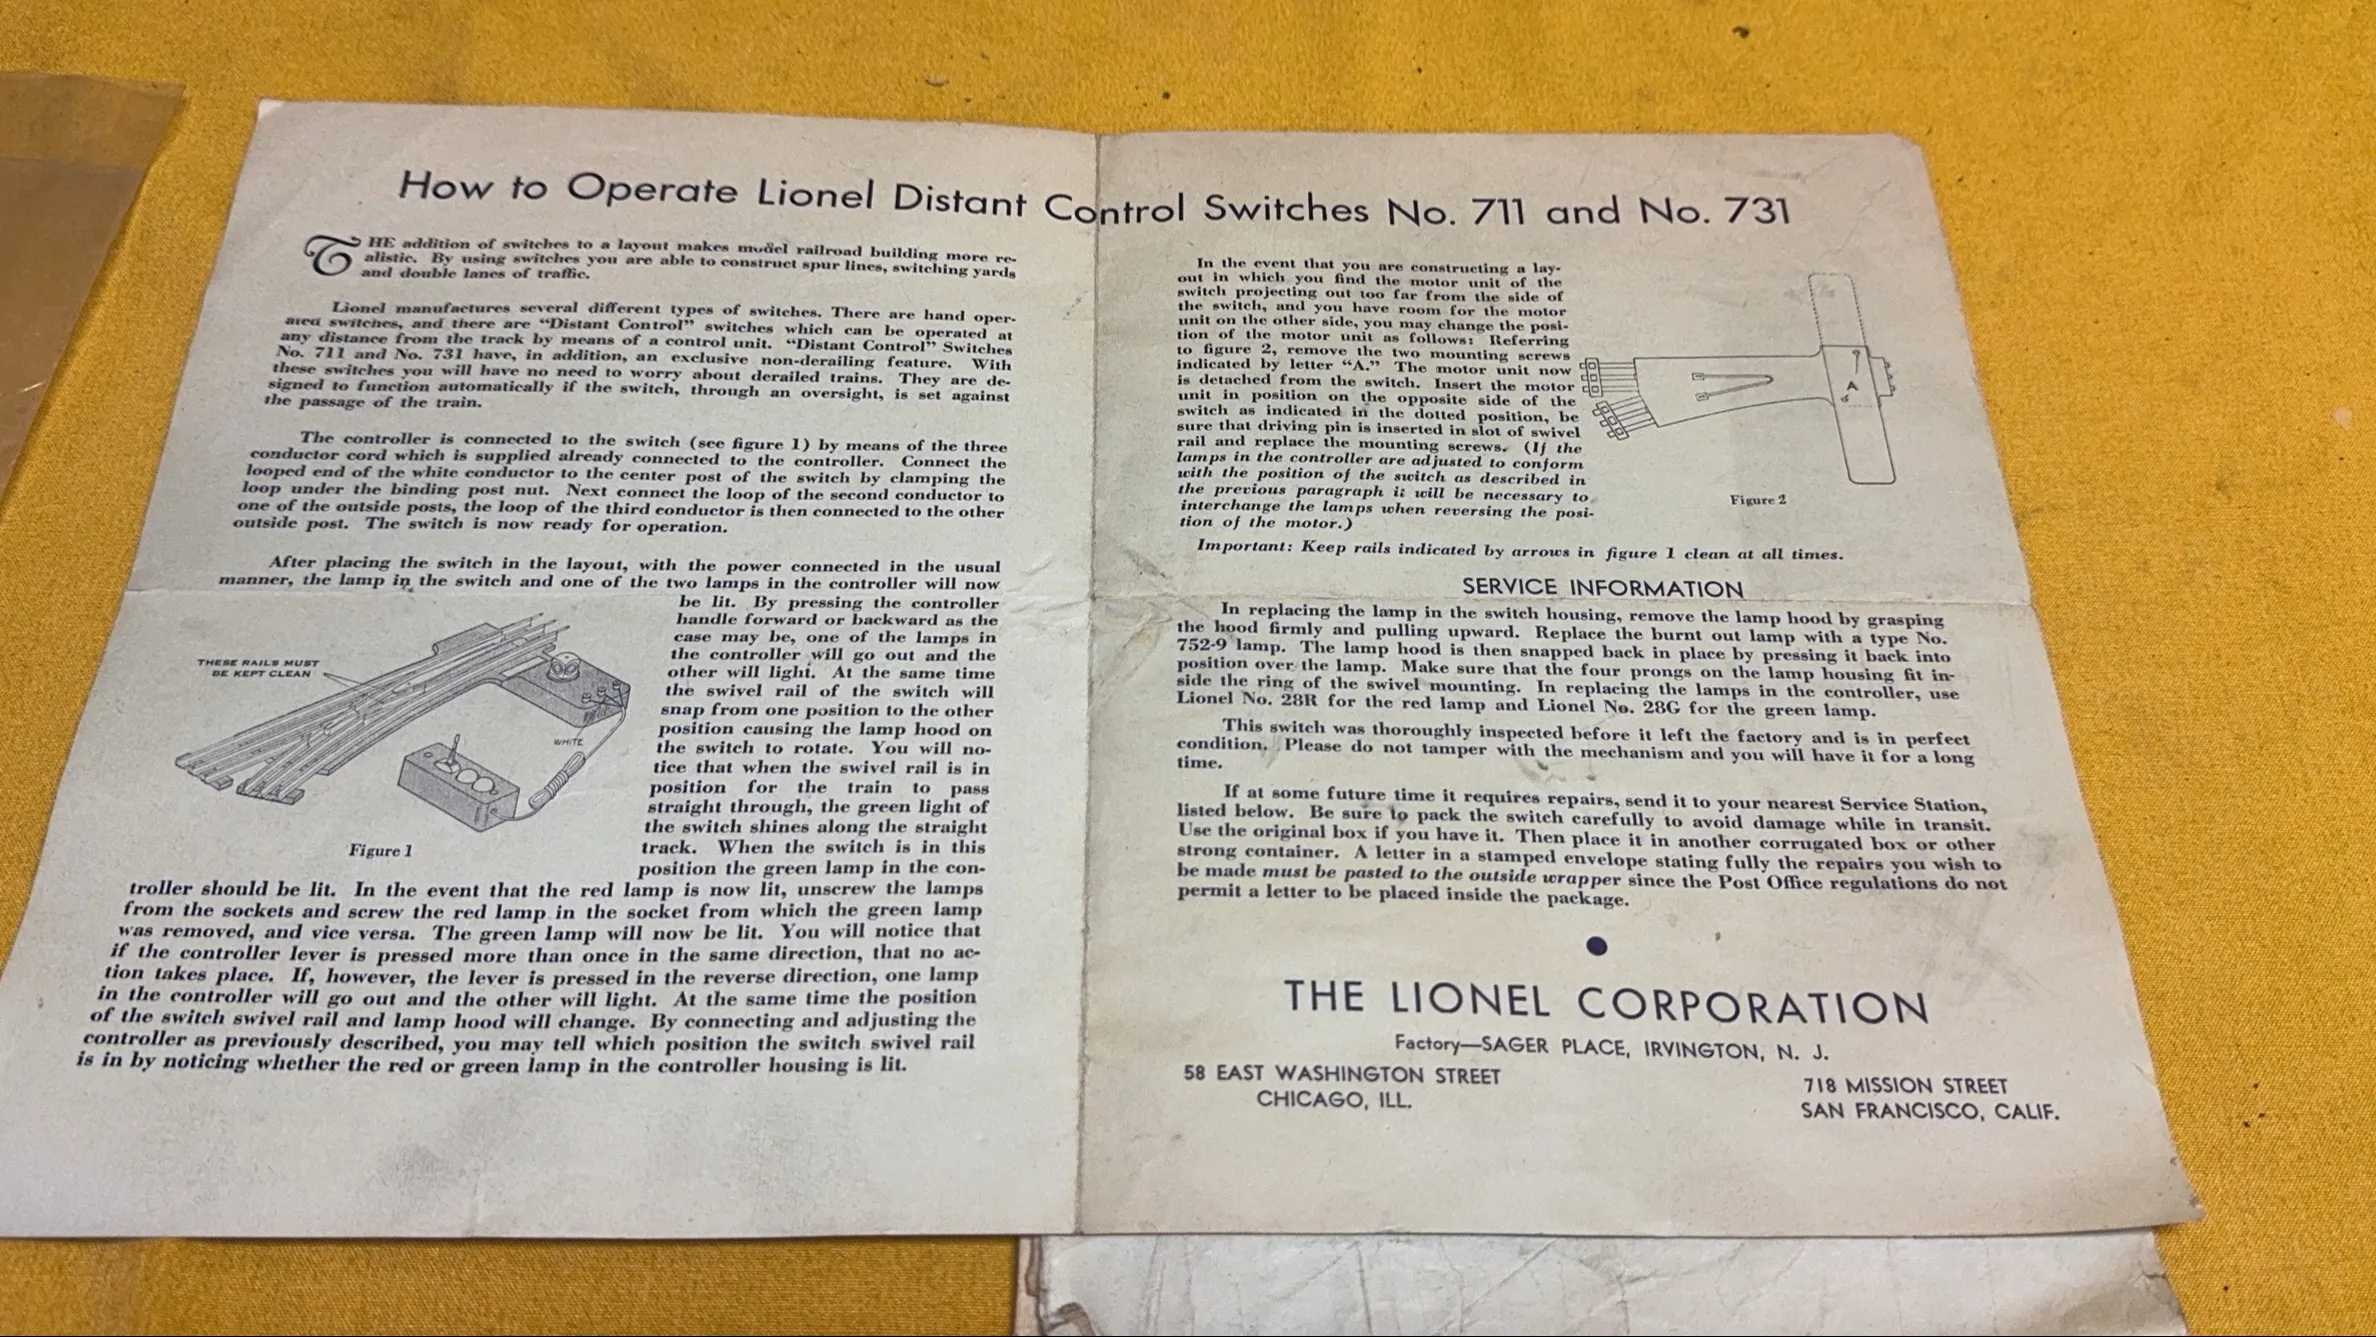 How to Operate Lionel Distant Control Switches No. 711 and No. 731
THE addition of switches to a layout makes model railroad building more re-
alistic. By using switches you are able to construct spur lines, switching yards
and double lanes of traffic.
Lionel manufactures several different types of switches. There are hand oper-
ated switches, and there are “Distant Control” switches which can be operated at
any distance from the track by means of a control unit. “Distant Control” Switches
No. 711 and No. 731 have, in addition, an exclusive non-derailing feature. With
these switches you will have no need to worry about derailed trains. They are de-
signed to function automatically if the switch, through an oversight, is set against
the passage of the train.
The controller is connected to the switch (see figure 1) by means of the three
conductor cord which is supplied already connected to the controller. Connect the
looped end of the white conductor to the center post of the switch by clamping the
loop under the binding post nut. Next connect the loop of the second conductor to
one of the outside posts, the loop of the third conductor is then connected to the other
outside post. The switch is now ready for operation.
After placing the switch in the layout, with the power connected in the usual
manner, the lamp in the switch and one of the two lamps in the controller will now
be lit. By pressing the controller
handle forward or backward as the
case may be, one of the lamps in
the controller will go out and the
other will light. At the same time
the swivel rail of the switch will
snap from one position to the other
position causing the lamp hood on
the switch to rotate. You will no-
tice that when the swivel rail is in
position for the train to pass
straight through, the green light of
the switch shines along the straight
track. When the switch is in this
position the green lamp in the con-
troller should be lit. In the event that the red lamp is now lit, unscrew the lamps
from the sockets and screw the red lamp in the socket from which the green lamp
was removed, and vice versa. The green lamp will now be lit. You will notice that
if the controller lever is pressed more than once in the same direction, that no ac-
tion takes place. If, however, the lever is pressed in the reverse direction, one lamp
in the controller will go out and the other will light. At the same time the position
of the switch swivel rail and lamp hood will change. By connecting and adjusting the
controller as previously described, you may tell which position the switch swivel rail
is in by noticing whether the red or green lamp in the controller housing is lit.
THESE RAILS MUST
BE KEPT CLEAN
WHITE
Figure 1
In the event that you are constructing a lay-
out in which you find the motor unit of the
switch projecting out too far from the side of
the switch, and you have room for the motor
unit on the other side, you may change the posi-
tion of the motor unit as follows: Referring
to figure 2, remove the two mounting screws
indicated by letter “A.” The motor unit now
is detached from the switch. Insert the motor
unit in position on the opposite side of the
switch as indicated in the dotted position, be
sure that driving pin is inserted in slot of swivel
rail and replace the mounting screws. (If the
lamps in the controller are adjusted to conform
with the position of the switch as described in
the previous paragraph it will be necessary to
interchange the lamps when reversing the posi-
tion of the motor.)
A
Figure 2
Important: Keep rails indicated by arrows in figure 1 clean at all times.
SERVICE INFORMATION
In replacing the lamp in the switch housing, remove the lamp hood by grasping
the hood firmly and pulling upward. Replace the burnt out lamp with a type No.
752-9 lamp. The lamp hood is then snapped back in place by pressing it back into
position over the lamp. Make sure that the four prongs on the lamp housing fit in-
side the ring of the swivel mounting. In replacing the lamps in the controller, use
Lionel No. 28R for the red lamp and Lionel No. 28G for the green lamp.
This switch was thoroughly inspected before it left the factory and is in perfect
condition. Please do not tamper with the mechanism and you will have it for a long
time.
If at some future time it requires repairs, send it to your nearest Service Station,
listed below. Be sure to pack the switch carefully to avoid damage while in transit.
Use the original box if you have it. Then place it in another corrugated box or other
strong container. A letter in a stamped envelope stating fully the repairs you wish to
be made must be pasted to the outside wrapper since the Post Office regulations do not
permit a letter to be placed inside the package.
THE LIONEL CORPORATION
Factory—SAGER PLACE, IRVINGTON, N. J.
58 EAST WASHINGTON STREET
CHICAGO, ILL.
718 MISSION STREET
SAN FRANCISCO, CALIF.